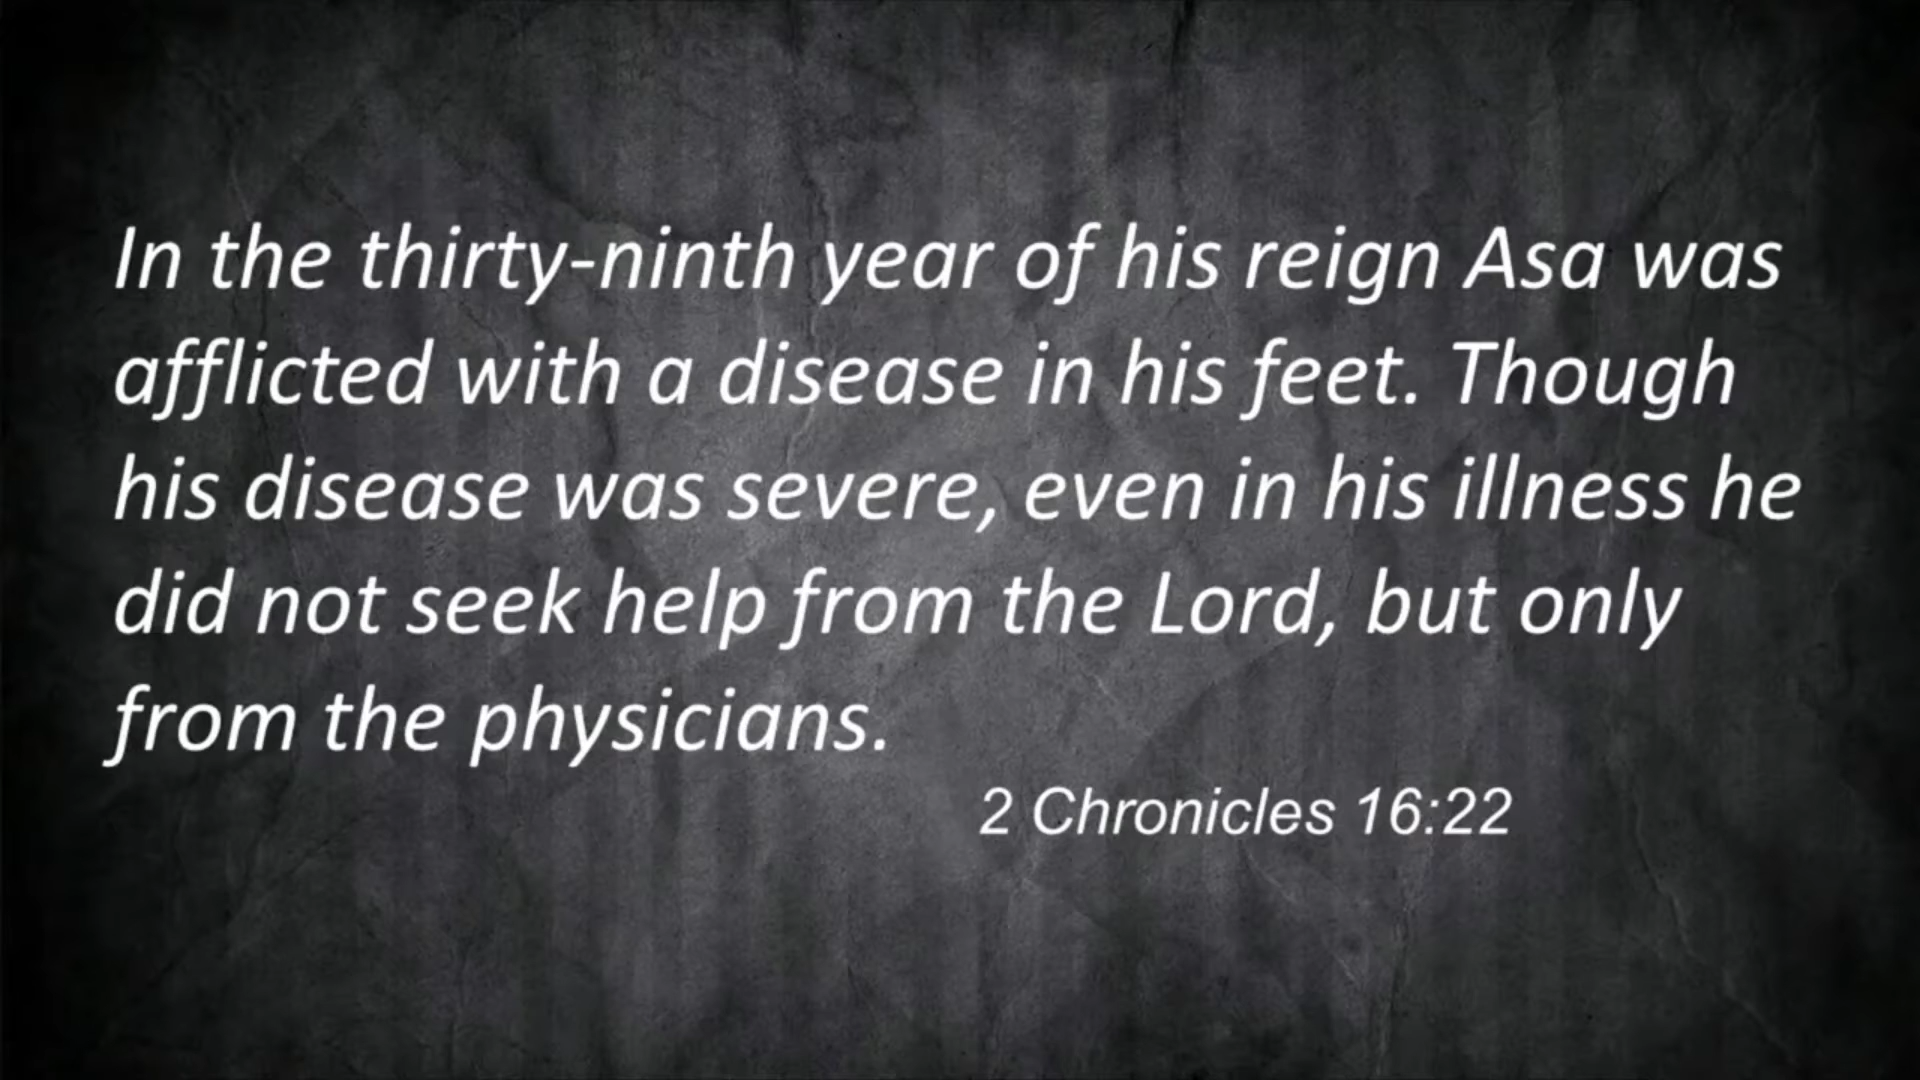 In the thirty-ninth year of his reign Asa was
afflicted with a disease in his feet. Though
his disease was severe, even in his illness he
did not seek help from the Lord, but only
from the physicians.
2 Chronicles 16:22